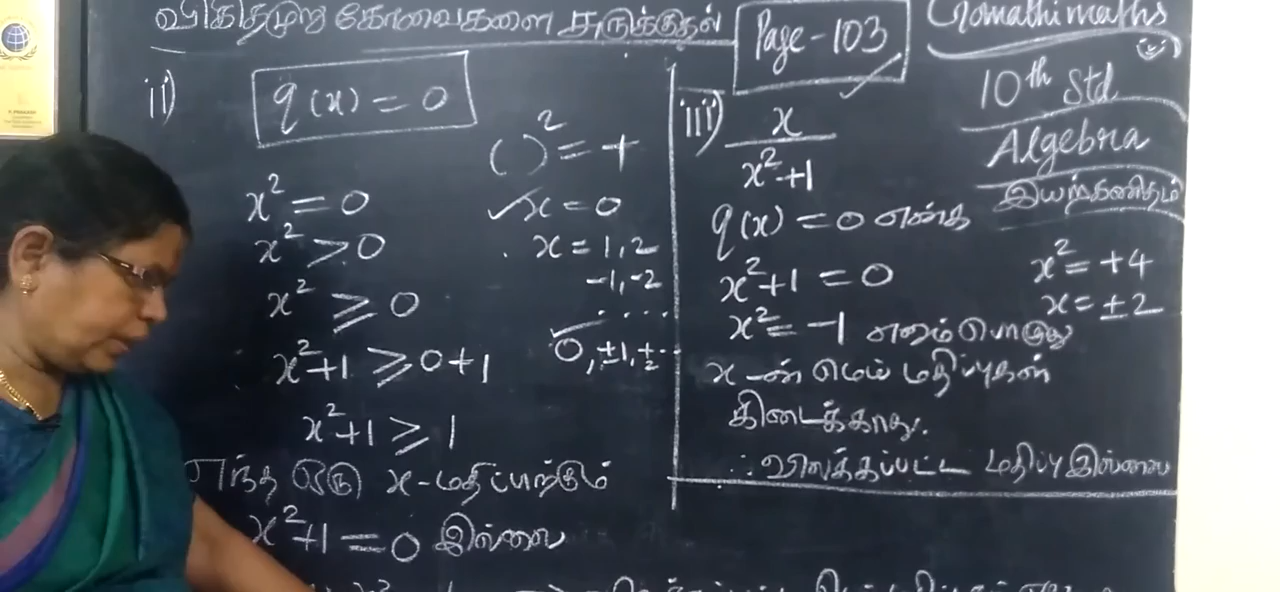 விகிதமுறு கோவைகளை சுருக்குதல்
Page-103
Gomathi maths
10th Std
Algebra
இயற்கணிதம்
ii) q(x) = 0
( )² = +
x² = 0
✓x = 0
x² > 0
x = 1, 2
-1, -2
x² ≥ 0
. . . .
x²+1 ≥ 0+1
0, ±1, ±2 ..
x²+1 ≥ 1
எந்த ஒரு x-மதிப்பிற்கும்
x²+1 = 0 இல்லை
iii) x
x²+1
q(x) = 0 என்க
x²+1 = 0
x² = -1 எனும்பொழுது
x-ன் மெய் மதிப்புகள்
கிடைக்காது.
∴ விலக்கப்பட்ட மதிப்பு இல்லை
x² = +4
x = ±2